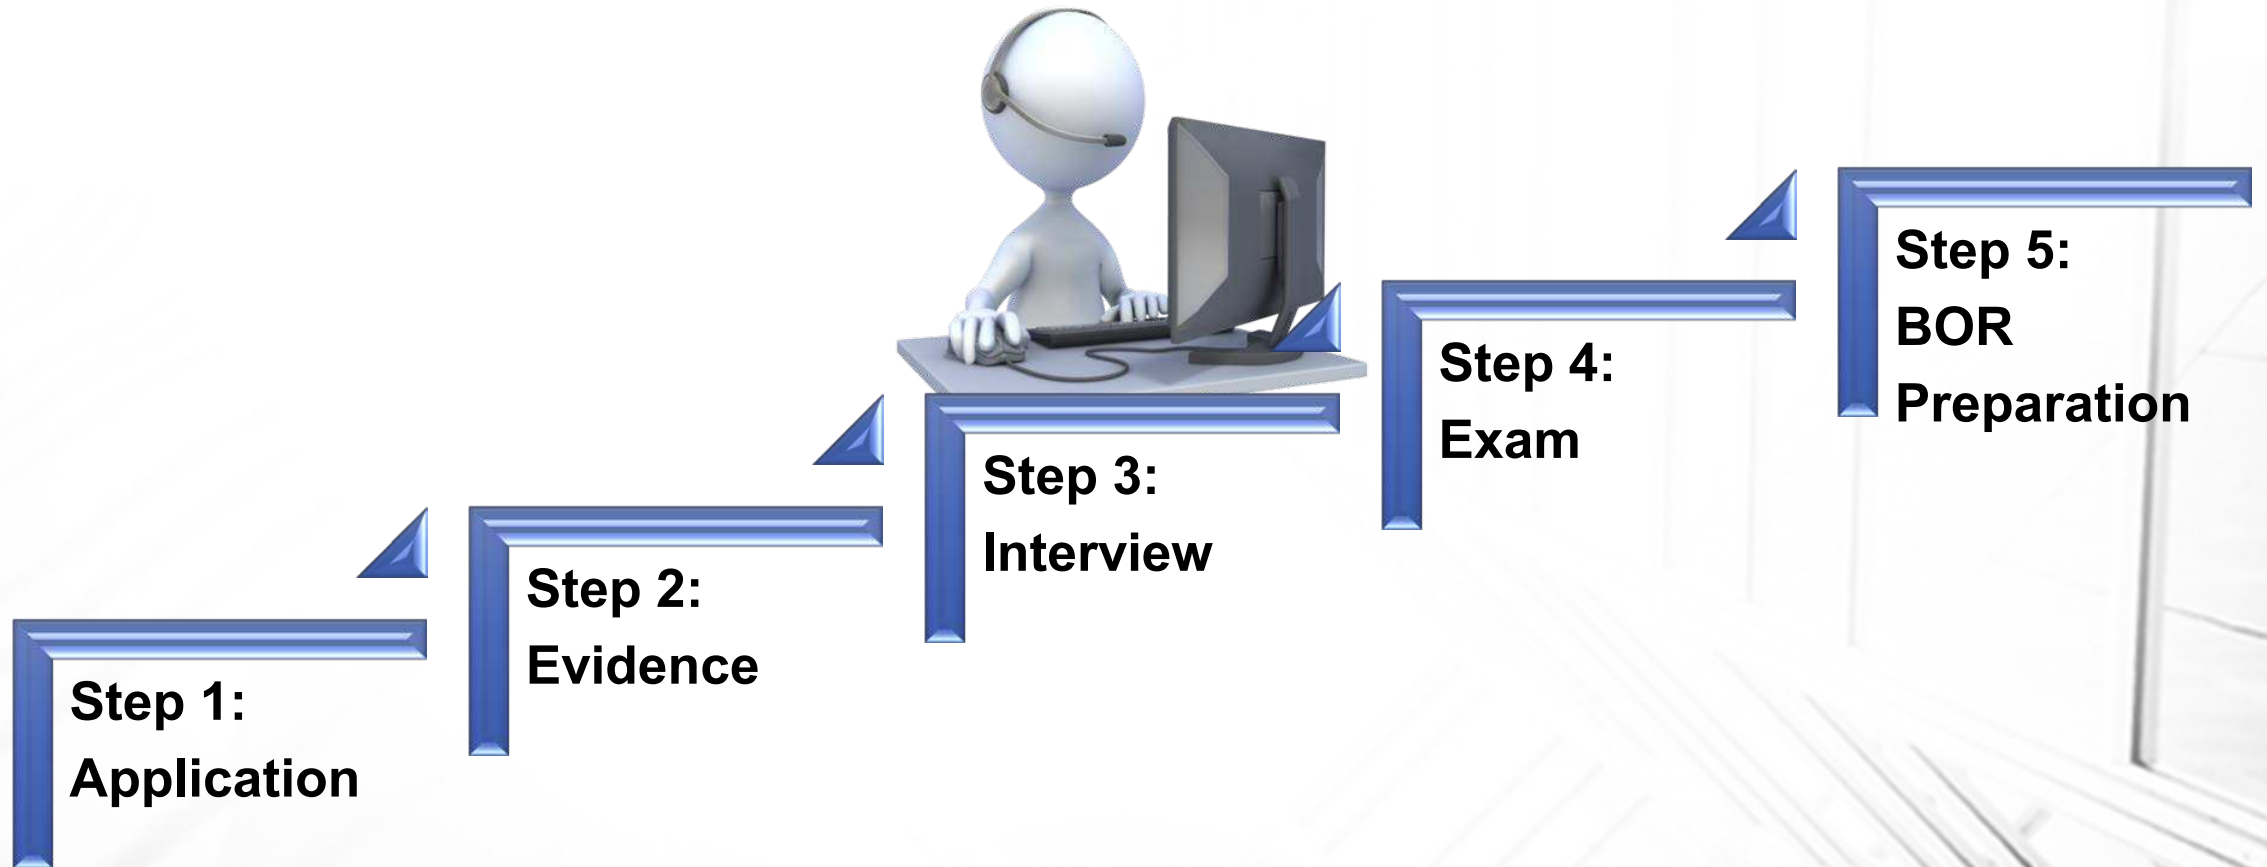 Step 1:
Application
Step 2:
Evidence
Step 3:
Interview
Step 4:
Exam
Step 5:
BOR
Preparation